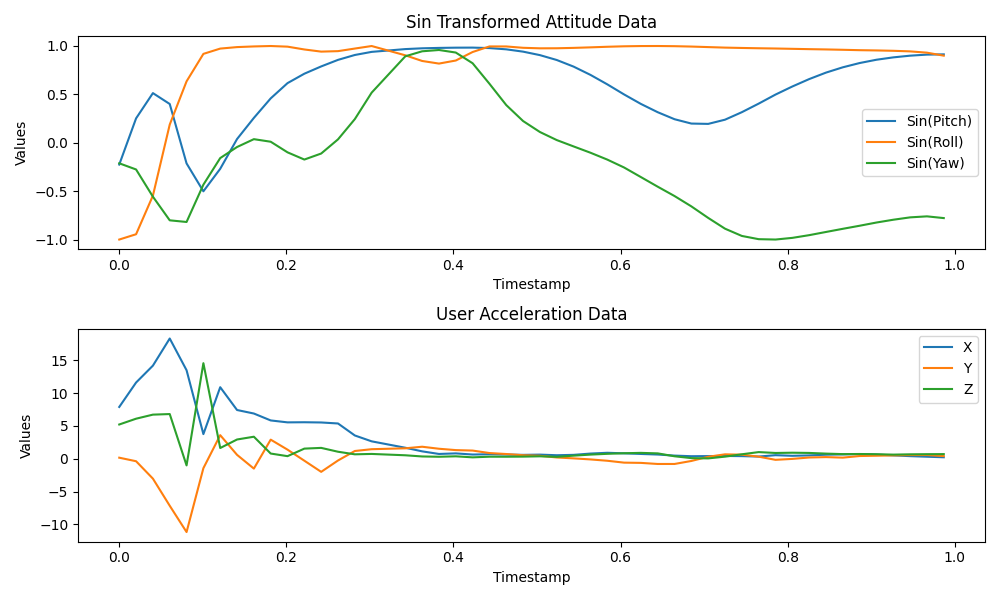 Sin Transformed Attitude Data
1.0
0.5
0.0
−0.5
−1.0
Values
Sin(Pitch)
Sin(Roll)
Sin(Yaw)
0.0 0.2 0.4 0.6 0.8 1.0
Timestamp
User Acceleration Data
15
10
5
0
−5
−10
Values
X
Y
Z
0.0 0.2 0.4 0.6 0.8 1.0
Timestamp